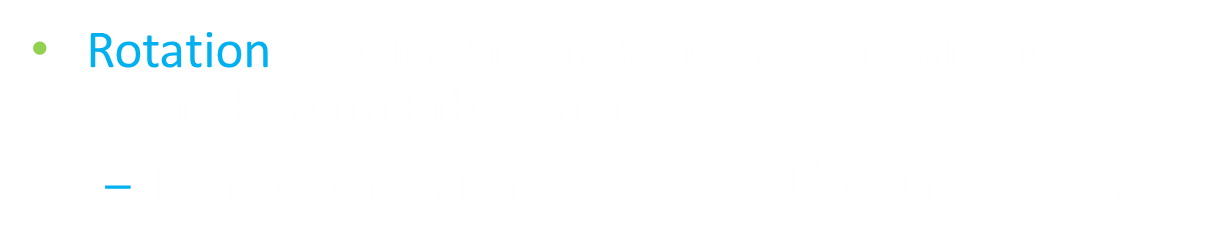 • Rotation
–